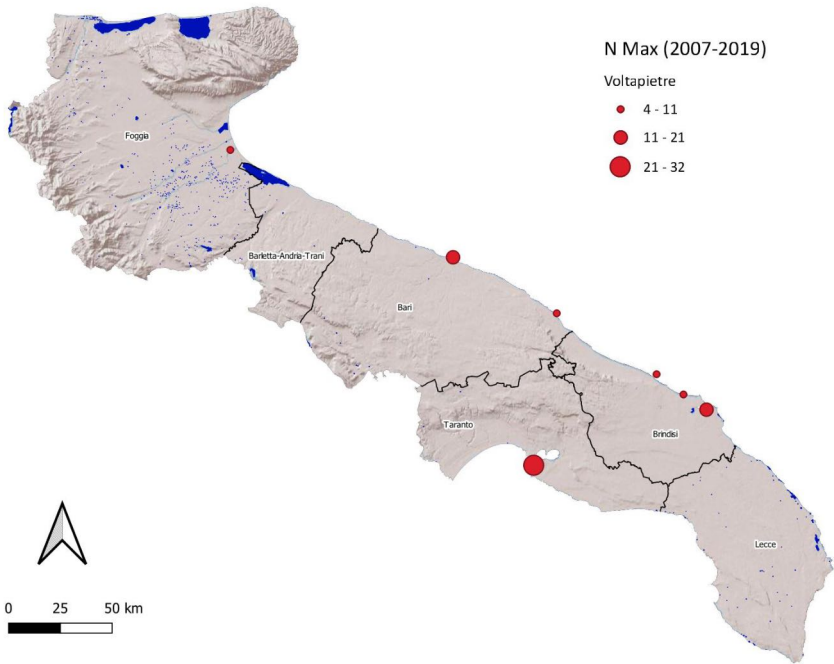 N Max (2007-2019)
Voltapietre
4 - 11
11 - 21
21 - 32
Foggia
Barletta-Andria-Trani
Bari
Taranto
Brindisi
Lecce
0 25 50 km